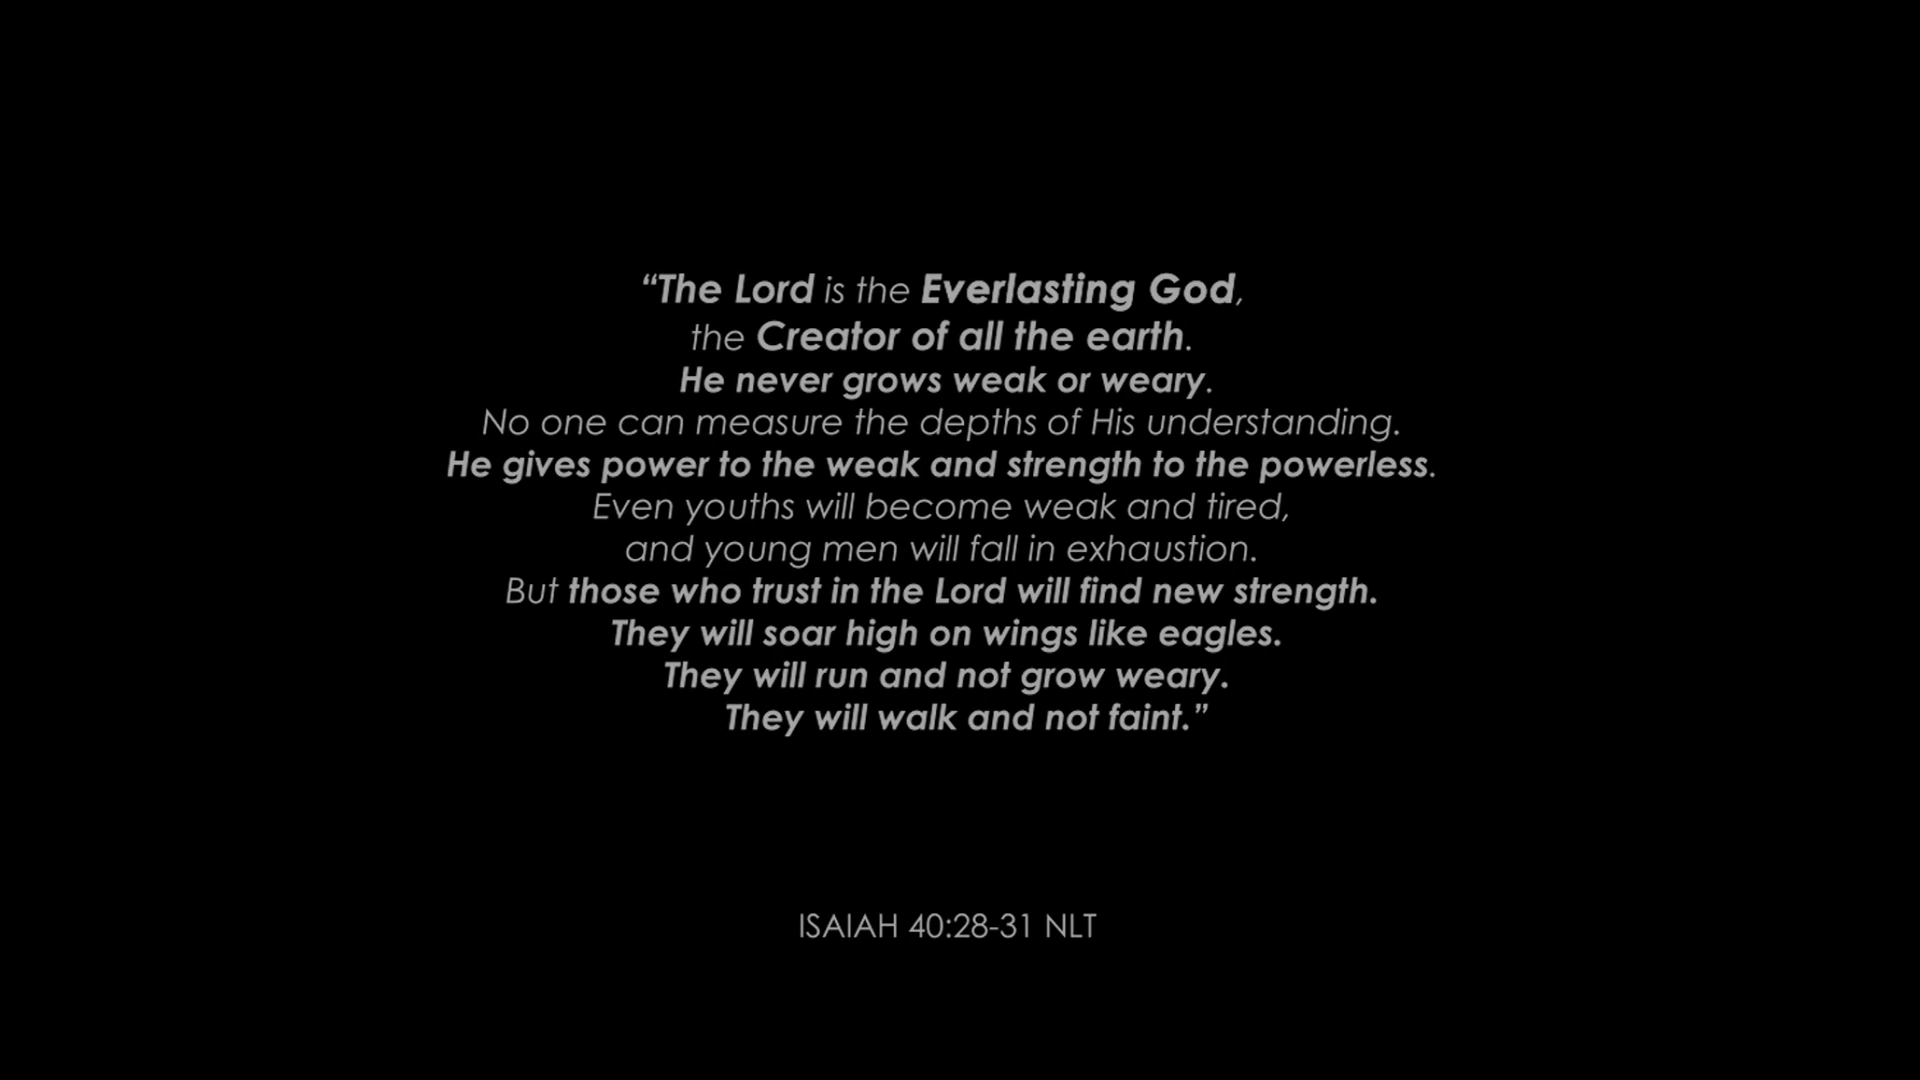 “The Lord is the Everlasting God,
the Creator of all the earth.
He never grows weak or weary.
No one can measure the depths of His understanding.
He gives power to the weak and strength to the powerless.
Even youths will become weak and tired,
and young men will fall in exhaustion.
But those who trust in the Lord will find new strength.
They will soar high on wings like eagles.
They will run and not grow weary.
They will walk and not faint.”
ISAIAH 40:28-31 NLT